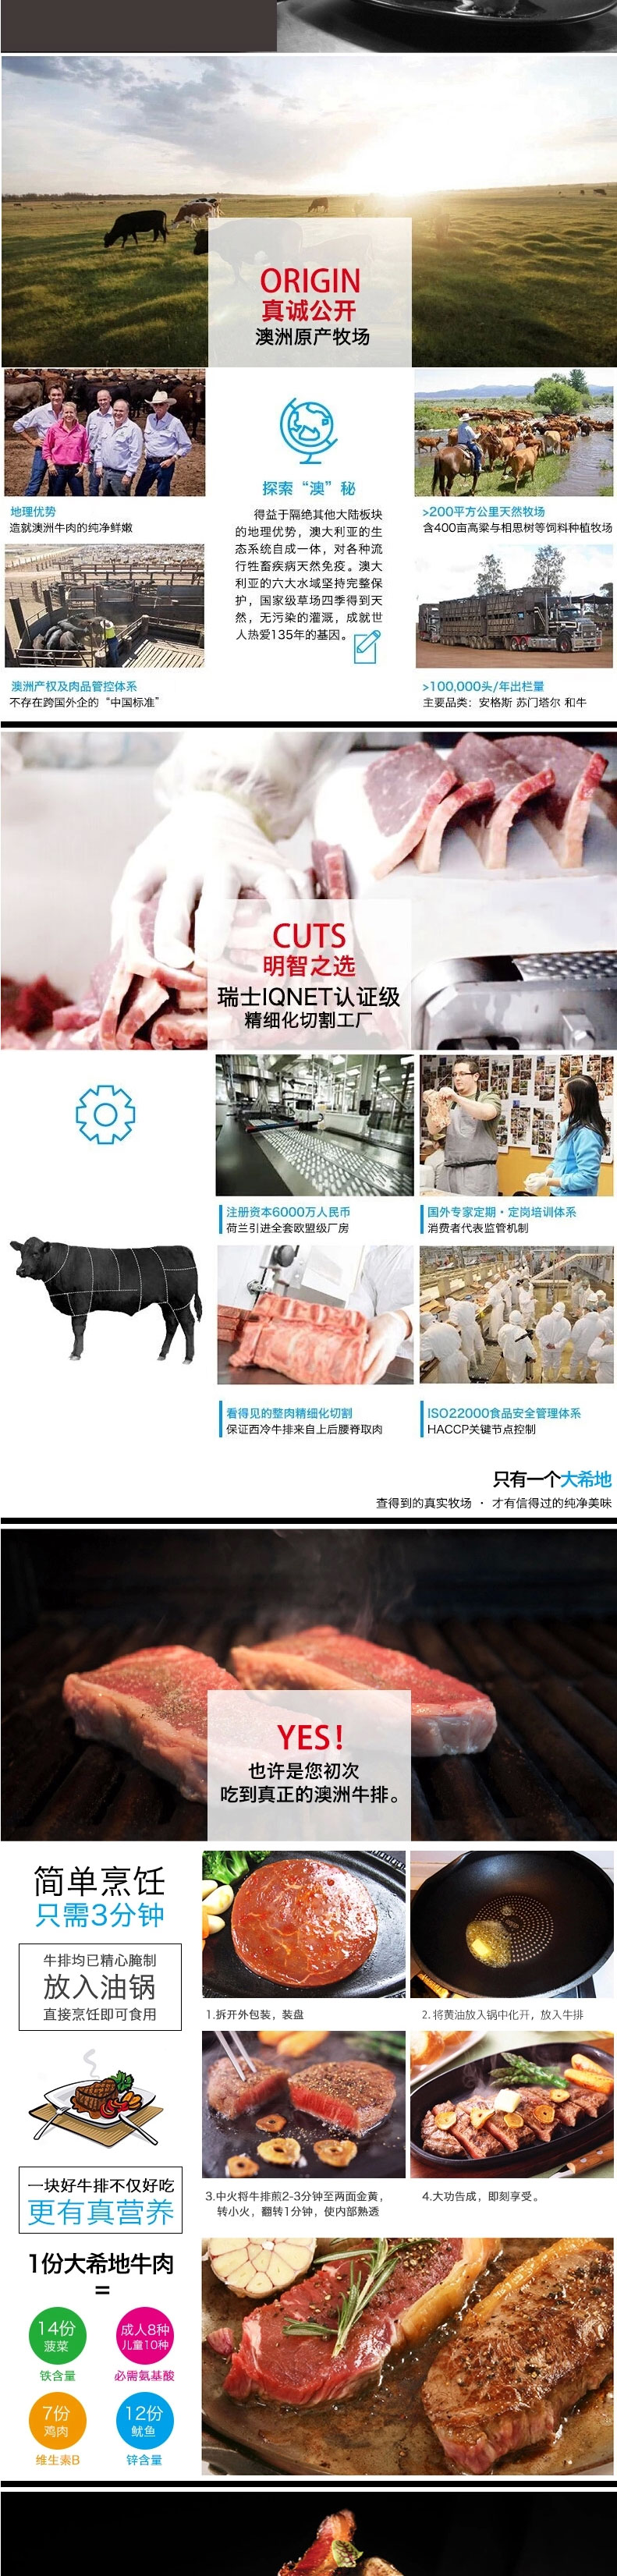 ORIGIN
真诚公开
澳洲原产牧场
地理优势
造就澳洲牛肉的纯净鲜嫩
探索“澳”秘
得益于隔绝其他大陆板块
的地理优势，澳大利亚的生
态系统自成一体，对各种流
行牲畜疾病天然免疫。澳大
利亚的六大水域坚持完整保
护，国家级草场四季得到天
然，无污染的灌溉，成就世
人热爱135年的基因。
>200平方公里天然牧场
含400亩高粱与相思树等饲料种植牧场
澳洲产权及肉品管控体系
不存在跨国外企的“中国标准”
>100,000头/年出栏量
主要品类：安格斯 苏门塔尔 和牛
CUTS
明智之选
瑞士IQNET认证级
精细化切割工厂
注册资本6000万人民币
荷兰引进全套欧盟级厂房
国外专家定期·定岗培训体系
消费者代表监管机制
看得见的整肉精细化切割
保证西冷牛排来自上后腰脊取肉
ISO22000食品安全管理体系
HACCP关键节点控制
只有一个大希地
查得到的真实牧场 · 才有信得过的纯净美味
YES！
也许是您初次
吃到真正的澳洲牛排。
简单烹饪
只需3分钟
牛排均已精心腌制
放入油锅
直接烹饪即可食用
1.拆开外包装，装盘
2.将黄油放入锅中化开，放入牛排
3.中火将牛排煎2-3分钟至两面金黄，
转小火，翻转1分钟，使内部熟透
4.大功告成，即刻享受。
一块好牛排不仅好吃
更有真营养
1份大希地牛肉
=
14份
菠菜
铁含量
成人8种
儿童10种
必需氨基酸
7份
鸡肉
维生素B
12份
鱿鱼
锌含量